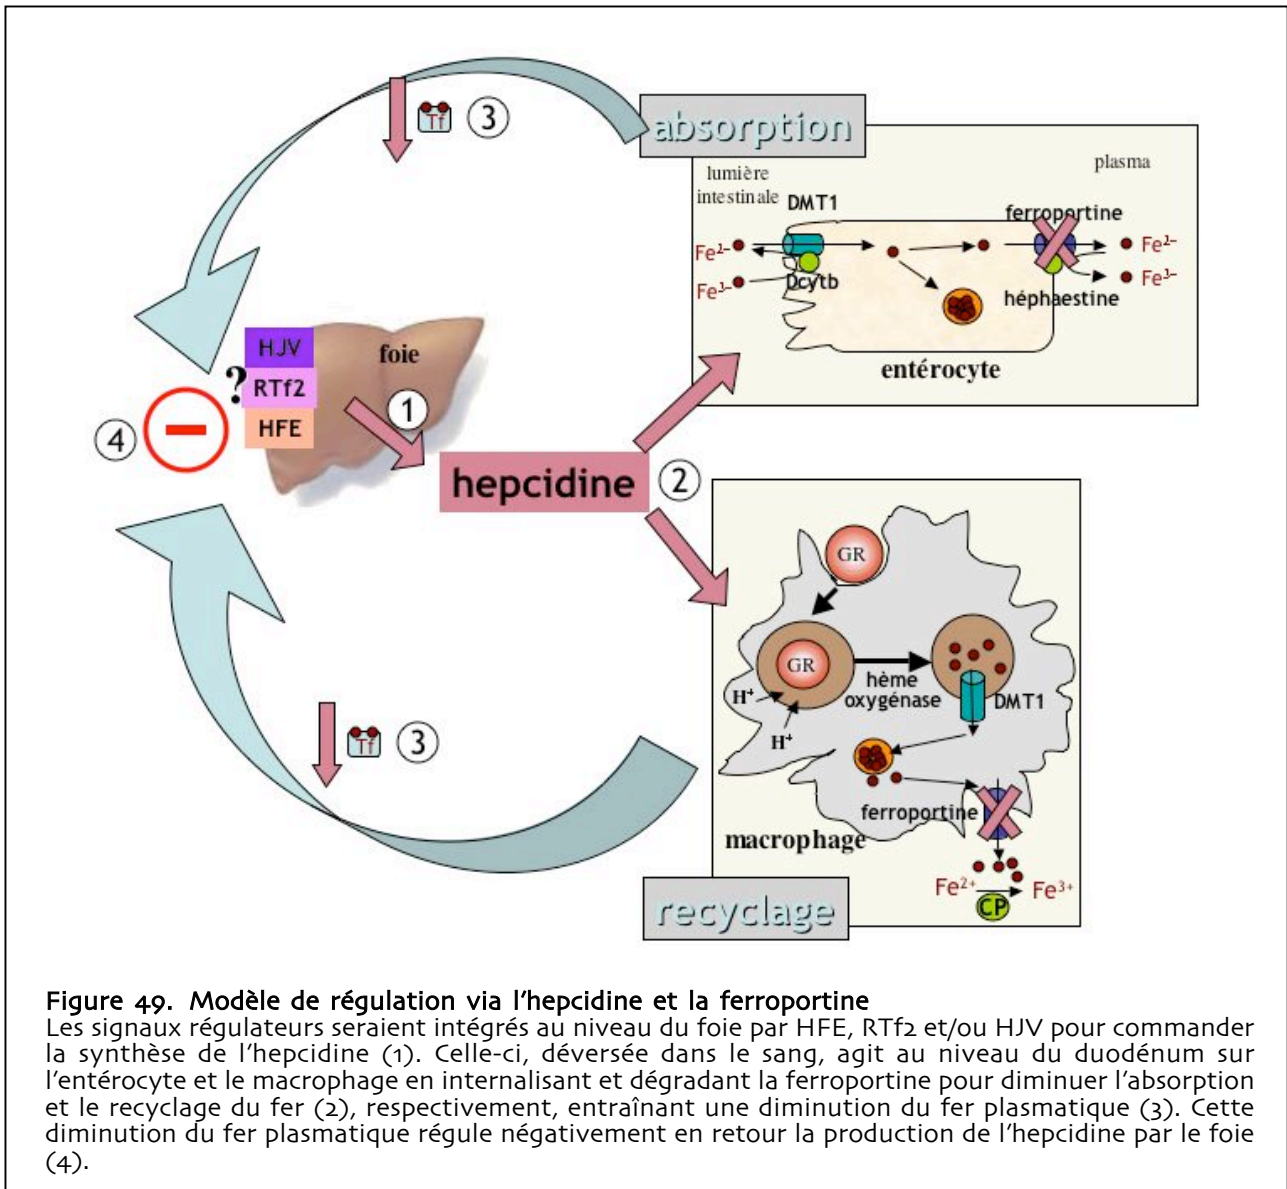 Tf
3
absorption
lumière
intestinale
plasma
DMT1
ferroportine
Fe²⁻
Fe³⁻
Dcytb
Fe²⁻
Fe³⁻
héphaestine
entérocyte
HJV
RTf2
HFE
?
foie
1
4
hepcidine
2
GR
GR
hème
oxygénase
DMT1
H⁺
H⁺
Tf
3
ferroportine
macrophage
Fe²⁺
Fe³⁺
CP
recyclage
Figure 49. Modèle de régulation via l'hepcidine et la ferroportine
Les signaux régulateurs seraient intégrés au niveau du foie par HFE, RTf2 et/ou HJV pour commander
la synthèse de l'hepcidine (1). Celle-ci, déversée dans le sang, agit au niveau du duodénum sur
l'entérocyte et le macrophage en internalisant et dégradant la ferroportine pour diminuer l'absorption
et le recyclage du fer (2), respectivement, entraînant une diminution du fer plasmatique (3). Cette
diminution du fer plasmatique régule négativement en retour la production de l'hepcidine par le foie
(4).